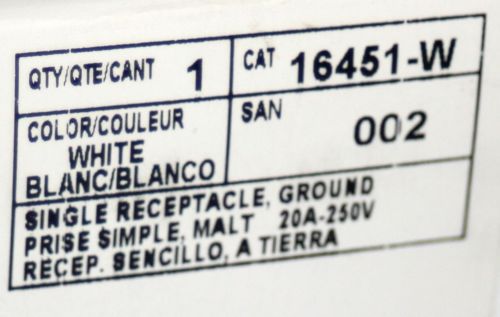 QTY/QTE/CANT 1 CAT 16451-W
COLOR/COULEUR SAN 002
WHITE
BLANC/BLANCO
SINGLE RECEPTACLE, GROUND
PRISE SIMPLE, MALT 20A-250V
RECEP. SENCILLO, A TIERRA